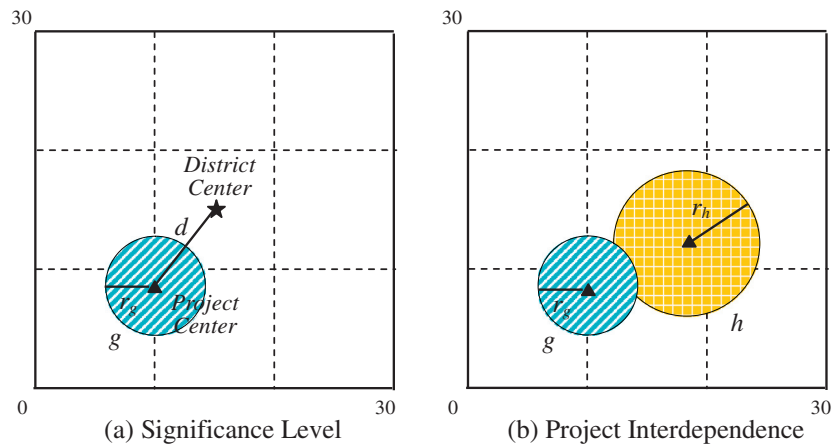 30
30
District
Center
d
r_g
Project
Center
g
0
30
(a) Significance Level
r_h
r_g
g
h
0
30
(b) Project Interdependence